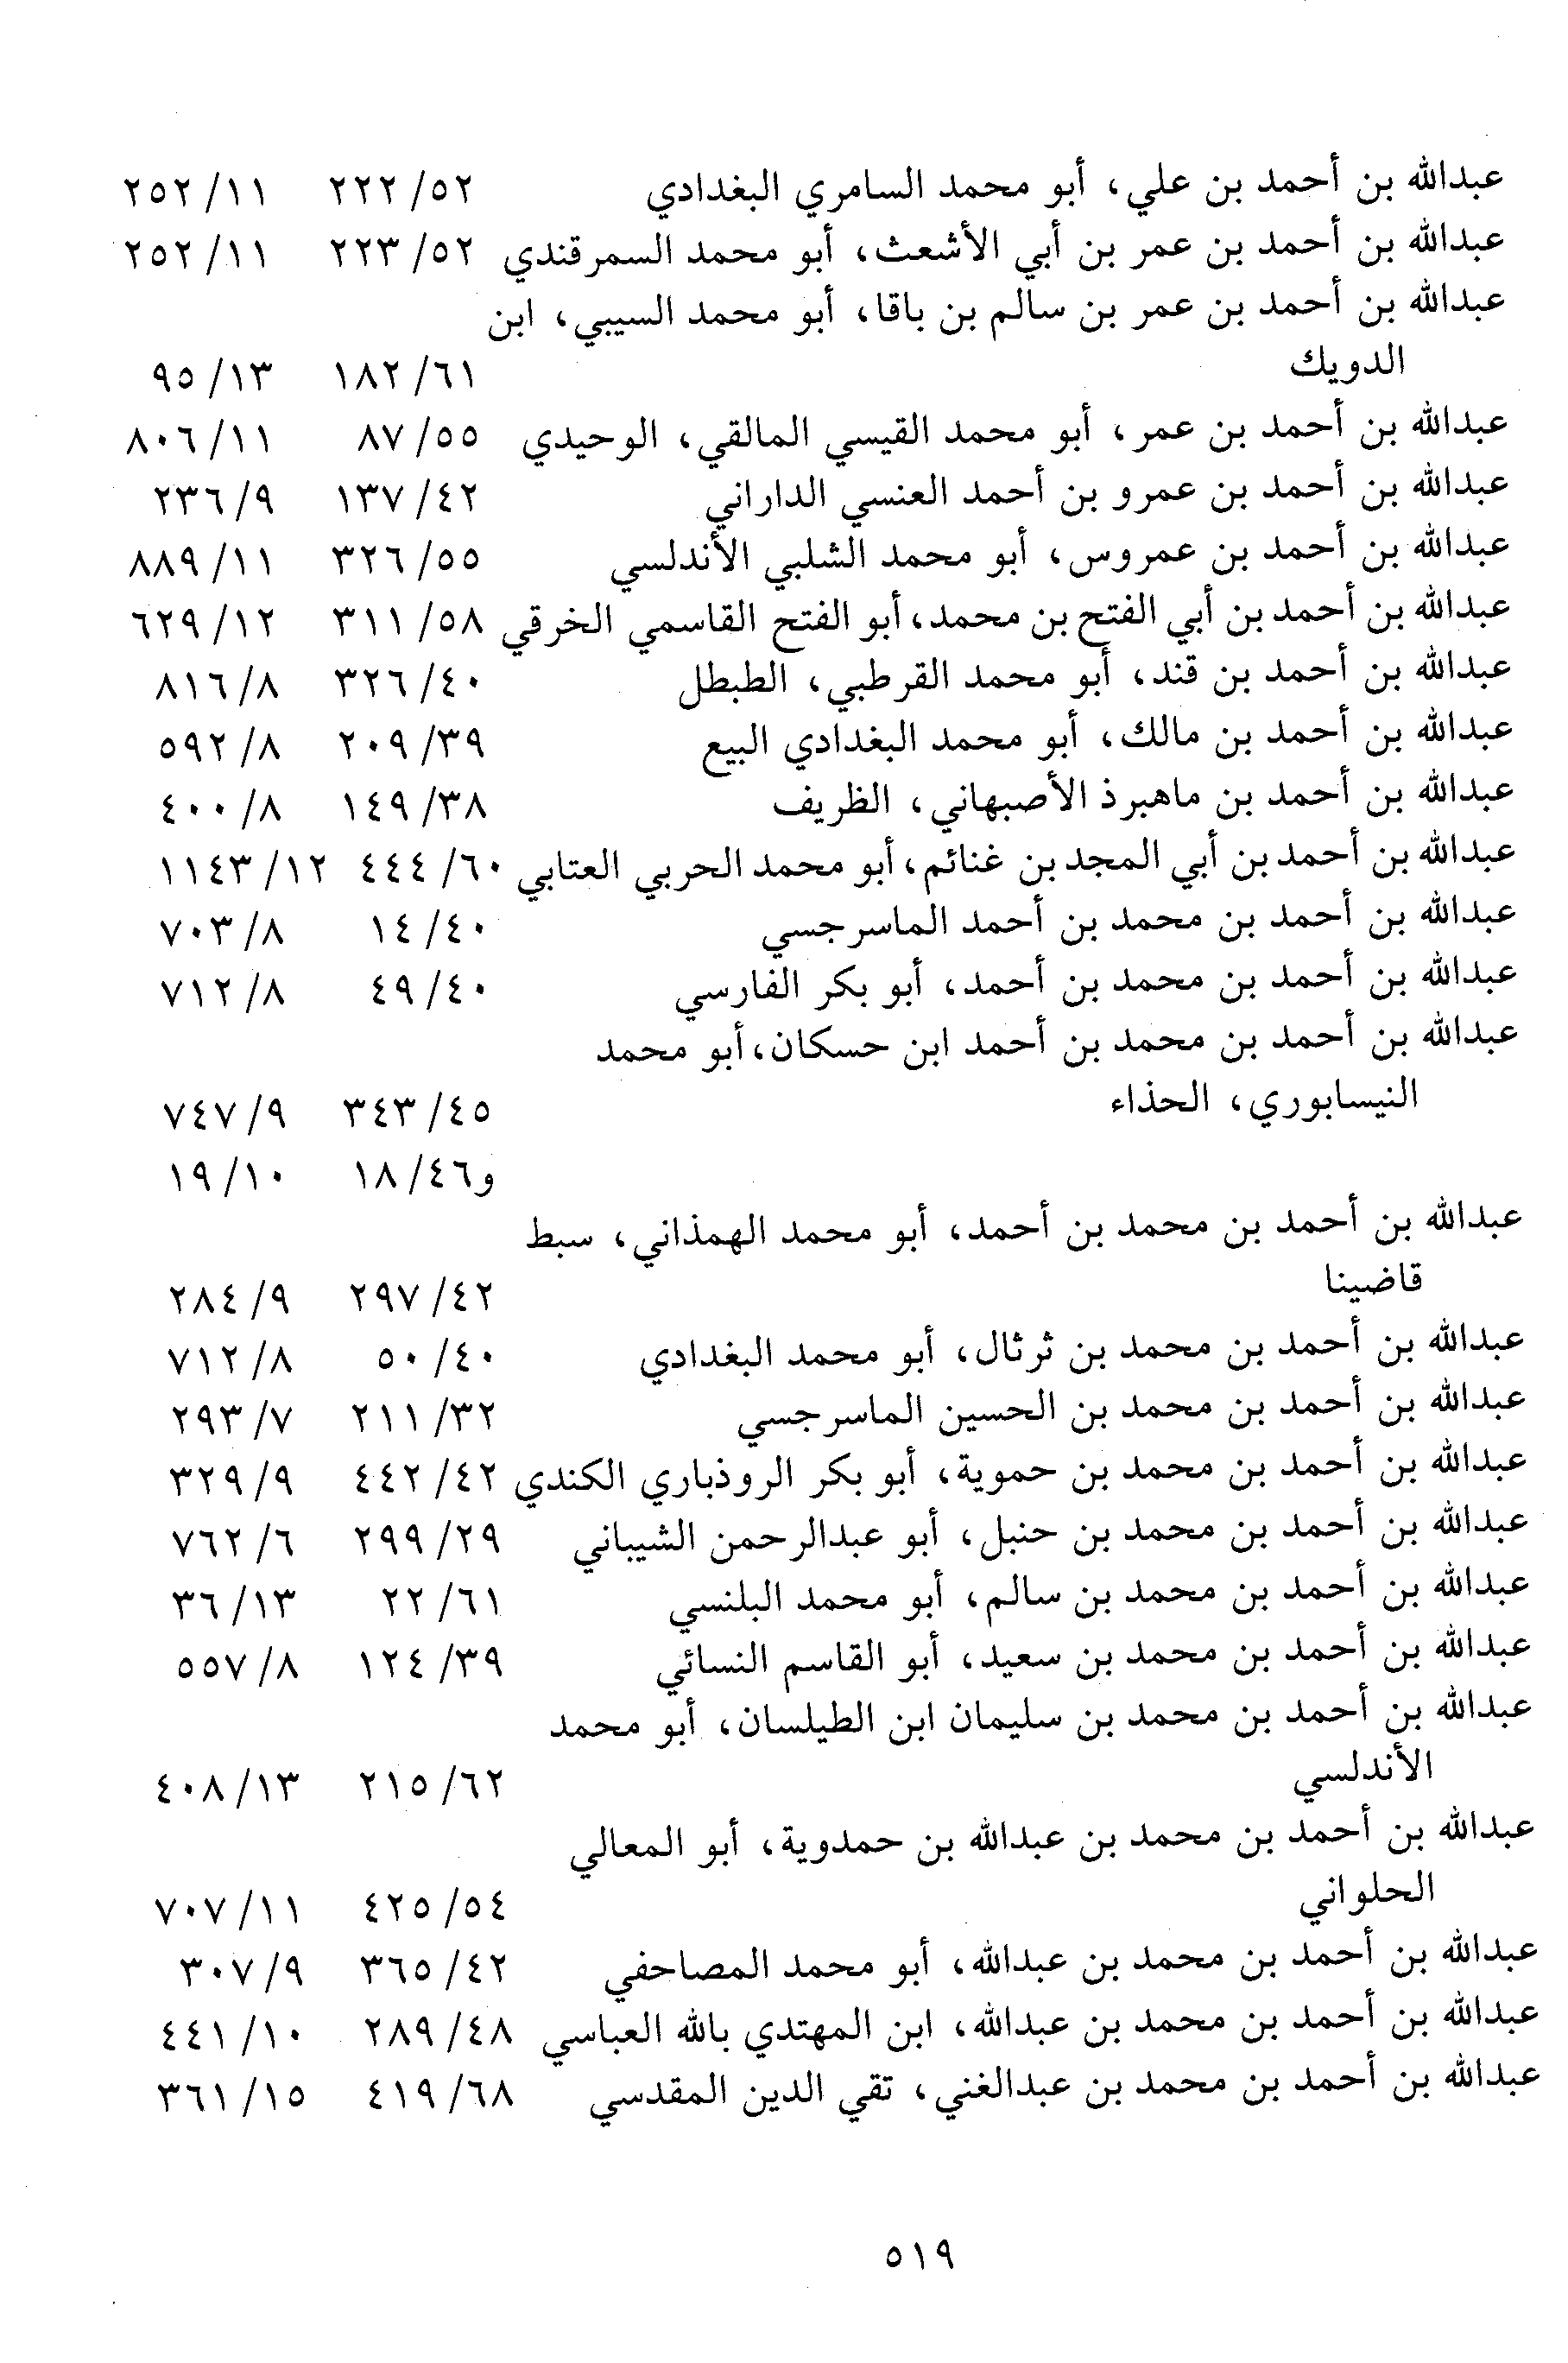 عبدالله بن أحمد بن علي، أبو محمد السامري البغدادي ٥٢/ ٢٢٢ ١١/ ٢٥٢
عبدالله بن أحمد بن عمر بن أبي الأشعث، أبو محمد السمرقندي ٥٢/ ٢٢٣ ١١/ ٢٥٢
عبدالله بن أحمد بن عمر بن سالم بن باقا، أبو محمد السيبي، ابن
الدويك ٦١/ ١٨٢ ١٣/ ٩٥
عبدالله بن أحمد بن عمر، أبو محمد القيسي المالقي، الوحيدي ٥٥/ ٨٧ ١١/ ٨٠٦
عبدالله بن أحمد بن عمرو بن أحمد العنسي الداراني ٤٢/ ١٣٧ ٩/ ٢٣٦
عبدالله بن أحمد بن عمروس، أبو محمد الشلبي الأندلسي ٥٥/ ٣٢٦ ١١/ ٨٨٩
عبدالله بن أحمد بن أبي الفتح بن محمد، أبو الفتح القاسمي الخرقي ٥٨/ ٣١١ ١٢/ ٦٢٩
عبدالله بن أحمد بن قند، أبو محمد القرطبي، الطبطل ٤٠/ ٣٢٦ ٨/ ٨١٦
عبدالله بن أحمد بن مالك، أبو محمد البغدادي البيع ٣٩/ ٢٠٩ ٨/ ٥٩٢
عبدالله بن أحمد بن ماهبرذ الأصبهاني، الظريف ٣٨/ ١٤٩ ٨/ ٤٠٠
عبدالله بن أحمد بن أبي المجد بن غنائم، أبو محمد الحربي العتابي ٦٠/ ٤٤٤ ١٢/ ١١٤٣
عبدالله بن أحمد بن محمد بن أحمد الماسرجسي ٤٠/ ١٤ ٨/ ٧٠٣
عبدالله بن أحمد بن محمد بن أحمد، أبو بكر الفارسي ٤٠/ ٤٩ ٨/ ٧١٢
عبدالله بن أحمد بن محمد بن أحمد ابن حسكان، أبو محمد
النيسابوري، الحذاء ٤٥/ ٣٤٣ ٩/ ٧٤٧
و٤٦/ ١٨ ١٠/ ١٩
عبدالله بن أحمد بن محمد بن أحمد، أبو محمد الهمذاني، سبط
قاضينا ٤٢/ ٢٩٧ ٩/ ٢٨٤
عبدالله بن أحمد بن محمد بن ثرثال، أبو محمد البغدادي ٤٠/ ٥٠ ٨/ ٧١٢
عبدالله بن أحمد بن محمد بن الحسين الماسرجسي ٣٢/ ٢١١ ٧/ ٢٩٣
عبدالله بن أحمد بن محمد بن حموية، أبو بكر الروذباري الكندي ٤٢/ ٤٤٢ ٩/ ٣٢٩
عبدالله بن أحمد بن محمد بن حنبل، أبو عبدالرحمن الشيباني ٢٩/ ٢٩٩ ٦/ ٧٦٢
عبدالله بن أحمد بن محمد بن سالم، أبو محمد البلنسي ٦١/ ٢٢ ١٣/ ٣٦
عبدالله بن أحمد بن محمد بن سعيد، أبو القاسم النسائي ٣٩/ ١٢٤ ٨/ ٥٥٧
عبدالله بن أحمد بن محمد بن سليمان ابن الطيلسان، أبو محمد
الأندلسي ٦٢/ ٢١٥ ١٣/ ٤٠٨
عبدالله بن أحمد بن محمد بن عبدالله بن حمدوية، أبو المعالي
الحلواني ٥٤/ ٤٢٥ ١١/ ٧٠٧
عبدالله بن أحمد بن محمد بن عبدالله، أبو محمد المصاحفي ٤٢/ ٣٦٥ ٩/ ٣٠٧
عبدالله بن أحمد بن محمد بن عبدالله، ابن المهتدي بالله العباسي ٤٨/ ٢٨٩ ١٠/ ٤٤١
عبدالله بن أحمد بن محمد بن عبدالغني، تقي الدين المقدسي ٦٨/ ٤١٩ ١٥/ ٣٦١
٥١٩